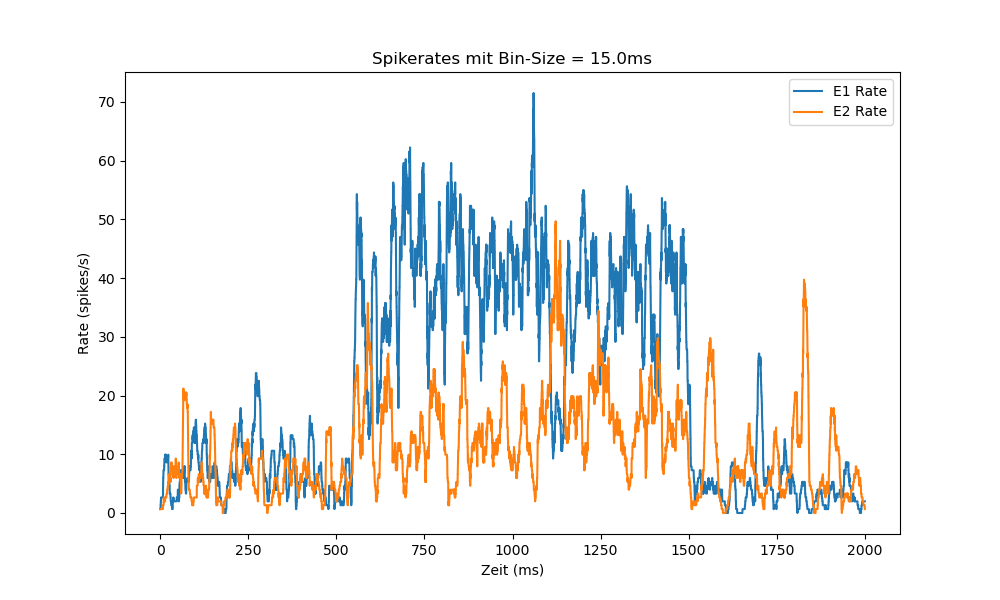 Spikerates mit Bin-Size = 15.0ms
E1 Rate
E2 Rate
Rate (spikes/s)
70
60
50
40
30
20
10
0
0 250 500 750 1000 1250 1500 1750 2000
Zeit (ms)